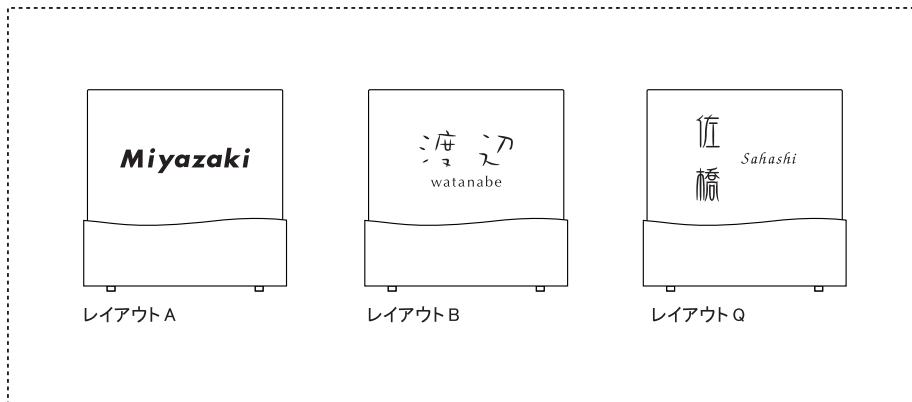 Miyazaki
レイアウトA
渡 辺
watanabe
レイアウトB
佐橋
Sahashi
レイアウトQ